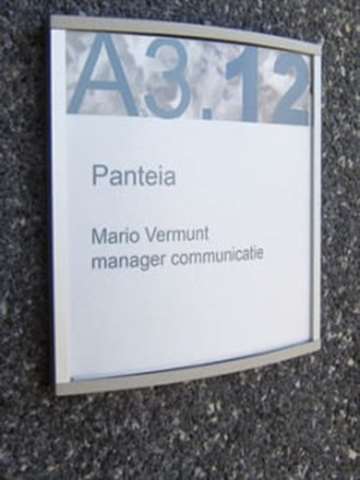 A3.12
Panteia
Mario Vermunt
manager communicatie